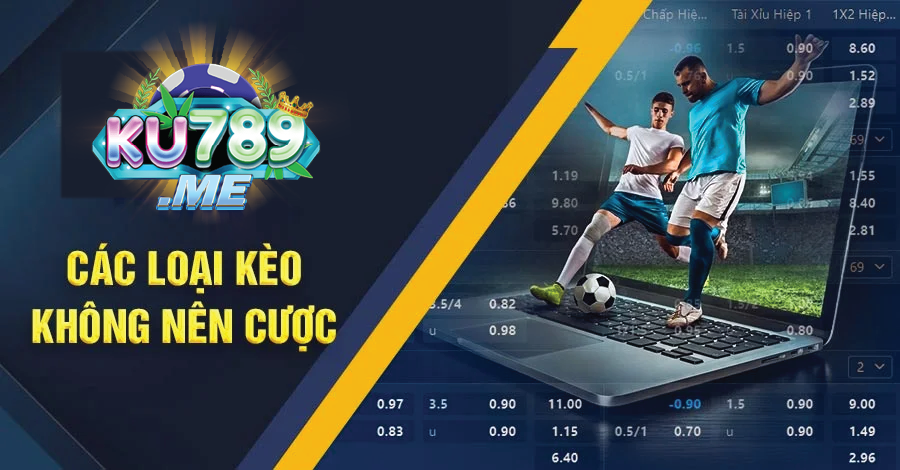 KU789
.ME
CÁC LOẠI KÈO
KHÔNG NÊN CƯỢC
Chấp Hiệ... Tài Xỉu Hiệp 1 1X2 Hiệp...
-0.96 1.5 0.90 8.60
0.5/1 0.70 0.90 1.52
2.89
69
1.19 1.55
9.80 8.40
5.70 2.81
69
3.5/4 0.82
u 0.98 0.80
2
0.97 3.5 0.90 11.00 -0.90 1.5 0.90 9.00
0.83 u 0.90 1.15 0.5/1 0.70 u 0.90 1.49
6.40 2.96